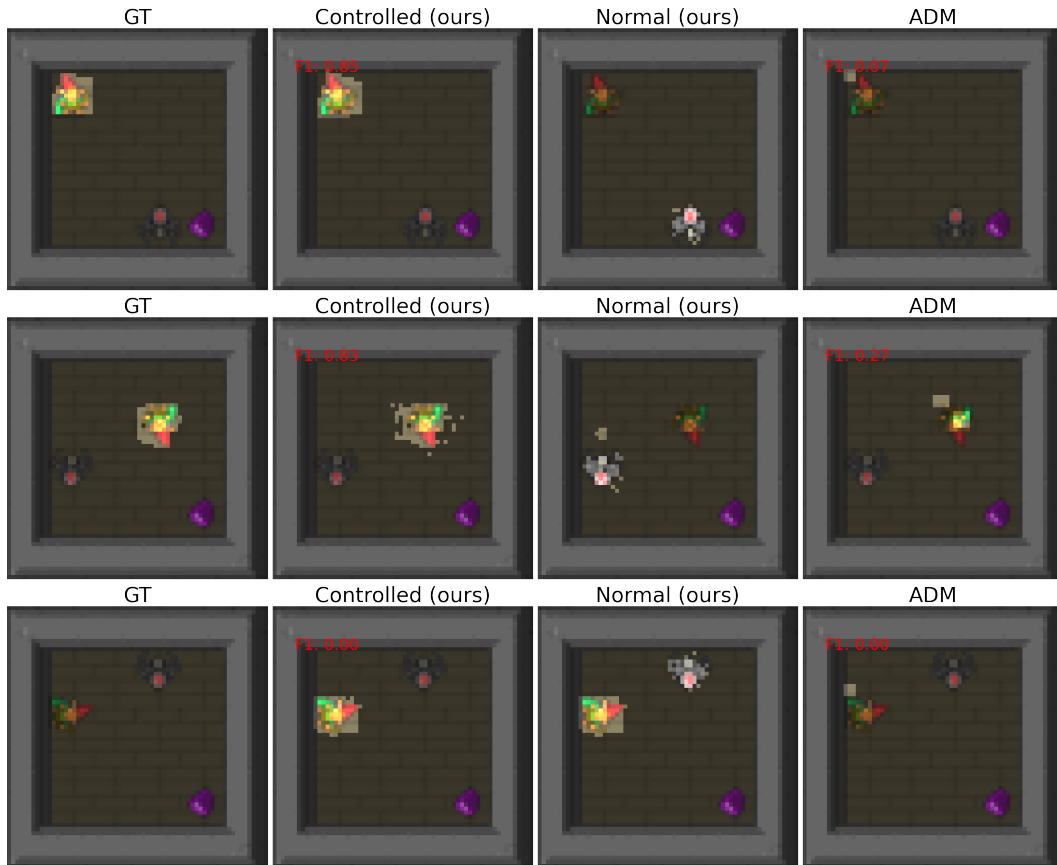 GT
Controlled (ours)
Normal (ours)
ADM
F1: 0.85
F1: 0.07
GT
Controlled (ours)
Normal (ours)
ADM
F1: 0.83
F1: 0.27
GT
Controlled (ours)
Normal (ours)
ADM
F1: 0.00
F1: 0.00